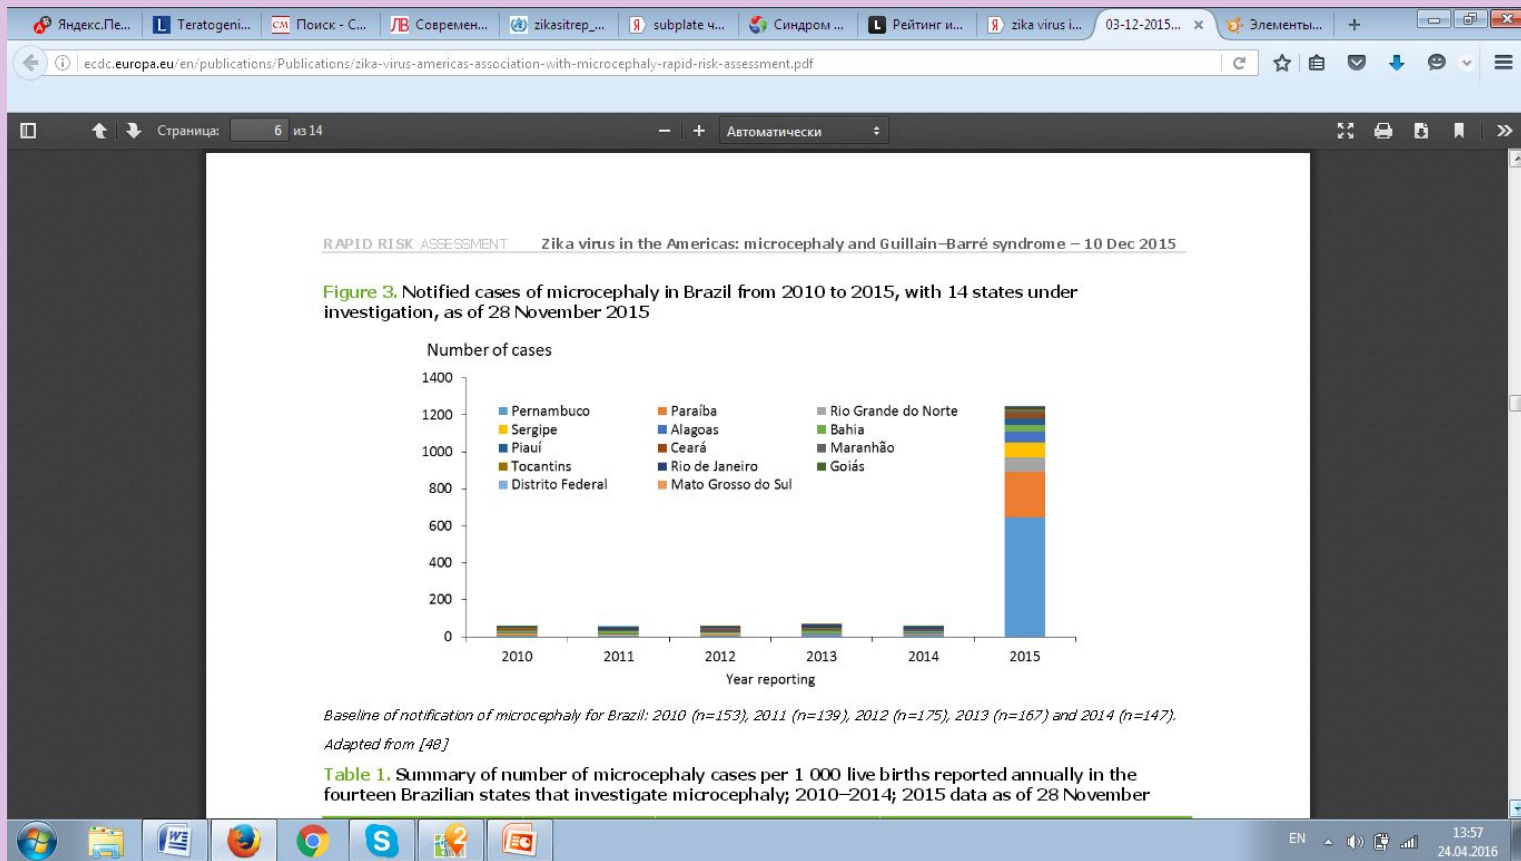 Яндекс.Пе...
Teratogeni...
Поиск - С...
Современ...
zikasitrep_...
subplate ч...
Синдром ...
Рейтинг и...
zika virus i...
03-12-2015...
Элементы...
ecdc.europa.eu/en/publications/Publications/zika-virus-americas-association-with-microcephaly-rapid-risk-assessment.pdf
Страница: 6 из 14
Автоматически
RAPID RISK ASSESSMENT Zika virus in the Americas: microcephaly and Guillain–Barré syndrome – 10 Dec 2015
Figure 3. Notified cases of microcephaly in Brazil from 2010 to 2015, with 14 states under
investigation, as of 28 November 2015
Number of cases
1400
1200
1000
800
600
400
200
0
Pernambuco Paraíba Rio Grande do Norte
Sergipe Alagoas Bahia
Piauí Ceará Maranhão
Tocantins Rio de Janeiro Goiás
Distrito Federal Mato Grosso do Sul
2010 2011 2012 2013 2014 2015
Year reporting
Baseline of notification of microcephaly for Brazil: 2010 (n=153), 2011 (n=139), 2012 (n=175), 2013 (n=167) and 2014 (n=147).
Adapted from [48]
Table 1. Summary of number of microcephaly cases per 1 000 live births reported annually in the
fourteen Brazilian states that investigate microcephaly; 2010–2014; 2015 data as of 28 November
EN
13:57
24.04.2016